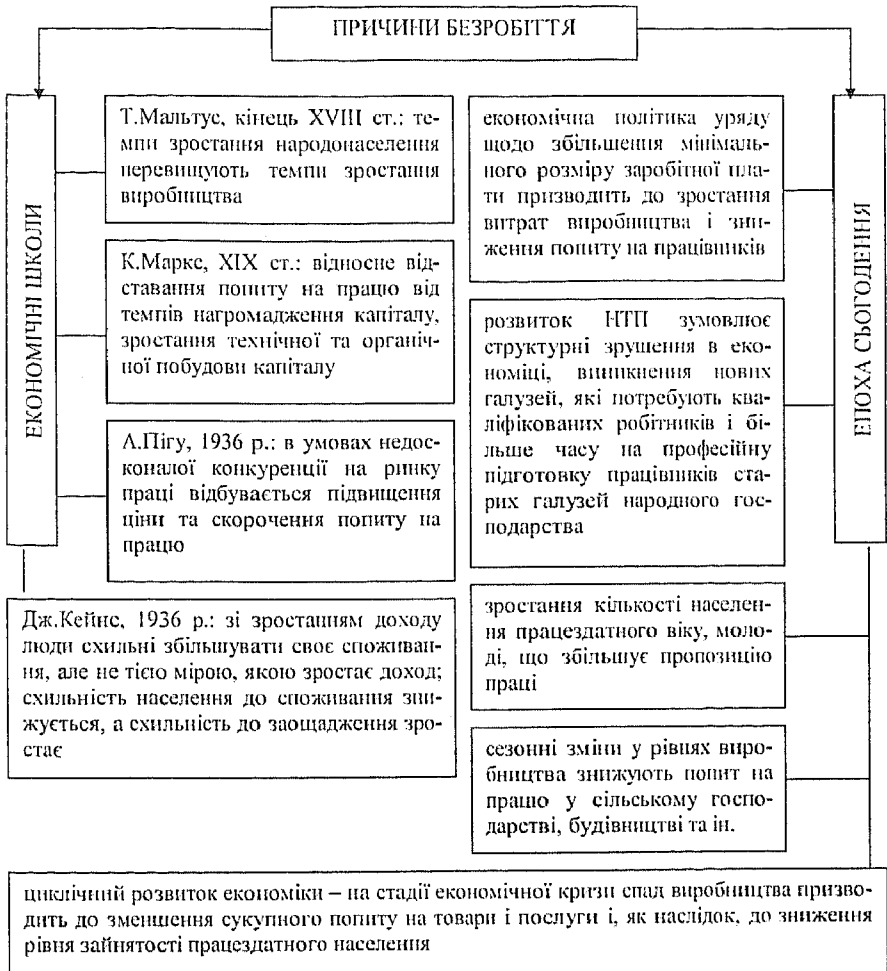 ПРИЧИНИ БЕЗРОБІТТЯ
ЕКОНОМІЧНІ ШКОЛИ
Т.Мальтус, кінець XVIII ст.: тем-
пи зростання народонаселення
перевищують темпи зростання
виробництва
К.Маркс, XIX ст.: відносне від-
ставання попиту на працю від
темпів нагромадження капіталу,
зростання технічної та органіч-
ної побудови капіталу
А.Пігу, 1936 р.: в умовах недос-
коналої конкуренції на ринку
праці відбувається підвищення
ціни та скорочення попиту на
працю
Дж.Кейнс, 1936 р.: зі зростанням доходу
люди схильні збільшувати своє споживан-
ня, але не тією мірою, якою зростає доход;
схильність населення до споживання зни-
жується, а схильність до заощадження зро-
стає
ЕПОХА СЬОГОДЕННЯ
економічна політика уряду
щодо збільшення мінімаль-
ного розміру заробітної пла-
ти призводить до зростання
витрат виробництва і зни-
ження попиту на працівників
розвиток НТП зумовлює
структурні зрушення в еко-
номіці, виникнення нових
галузей, які потребують ква-
ліфікованих робітників і бі-
льше часу на професійну
підготовку працівників ста-
рих галузей народного гос-
подарства
зростання кількості населен-
ня працездатного віку, моло-
ді, що збільшує пропозицію
праці
сезонні зміни у рівнях виро-
бництва знижують попит на
працю у сільському госпо-
дарстві, будівництві та ін.
циклічний розвиток економіки – на стадії економічної кризи спад виробництва призво-
дить до зменшення сукупного попиту на товари і послуги і, як наслідок, до зниження
рівня зайнятості працездатного населення